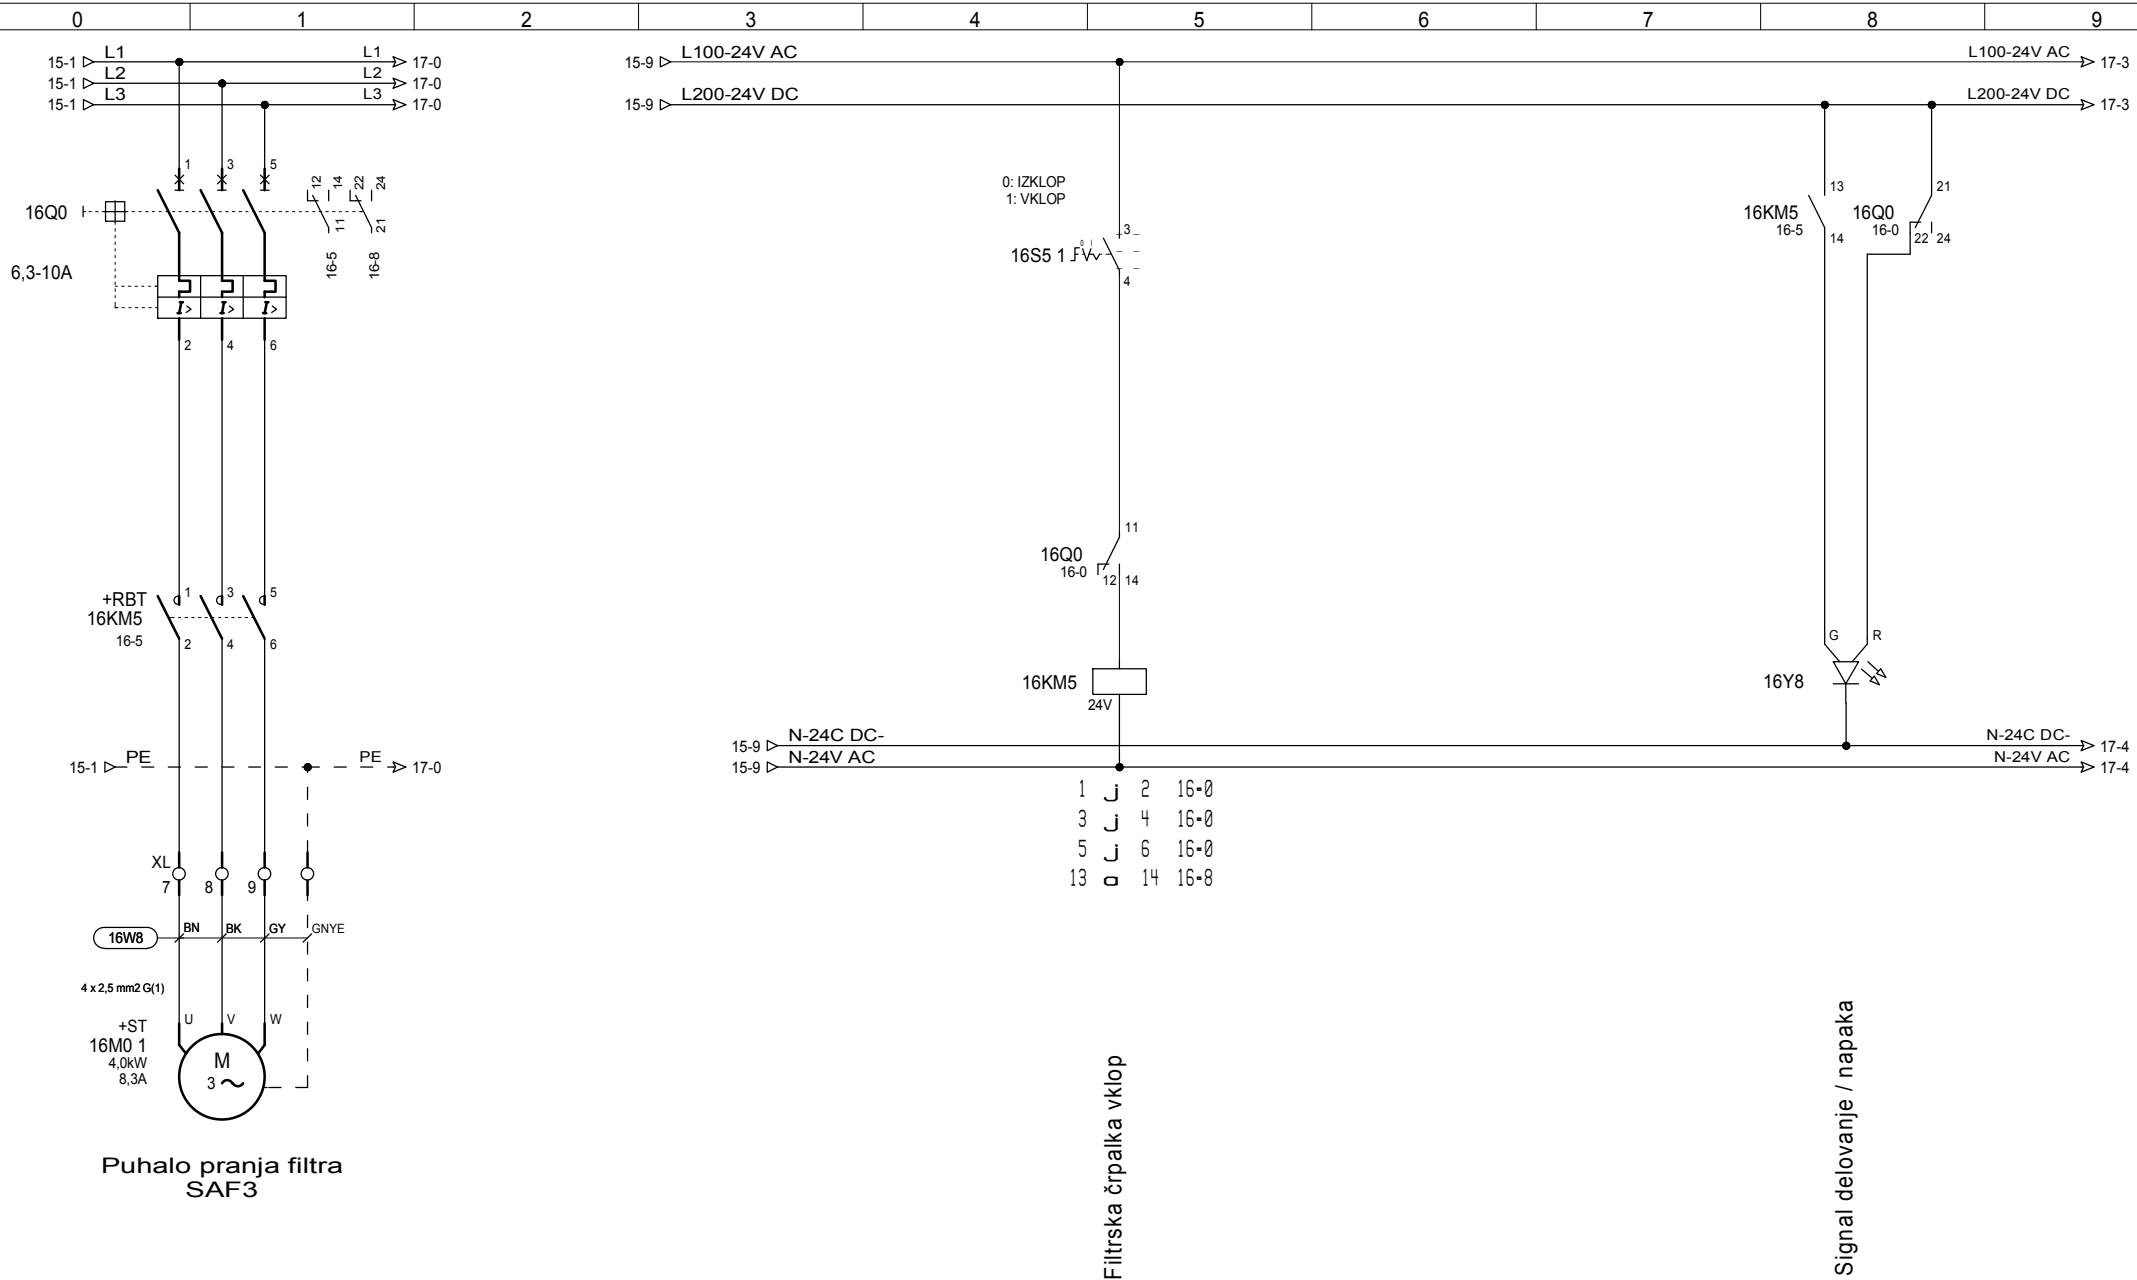 0 1 2 3 4 5 6 7 8 9
15-1 L1 L1 17-0
15-1 L2 L2 17-0
15-1 L3 L3 17-0
15-9 L100-24V AC L100-24V AC 17-3
15-9 L200-24V DC L200-24V DC 17-3
1 3 5
12 14 22 24
16Q0
11 21
16-5 16-8
6,3-10A
I> I> I>
2 4 6
0: IZKLOP
1: VKLOP
3
0 1
16S5 1
4
13
16KM5
16-5
14
21
16Q0
16-0
22 24
11
16Q0
16-0
12 14
+RBT
16KM5
16-5
1 3 5
2 4 6
G R
16KM5
24V
16Y8
15-9 N-24C DC- N-24C DC- 17-4
15-9 N-24V AC N-24V AC 17-4
15-1 PE PE 17-0
1 2 16-0
3 4 16-0
5 6 16-0
13 14 16-8
XL
7 8 9
16W8
BN BK GY GNYE
4 x 2,5 mm2 G(1)
U V W
+ST
16M0 1
4,0kW
8,3A
M
3
Puhalo pranja filtra
SAF3
Filtrska črpalka vklop
Signal delovanje / napaka